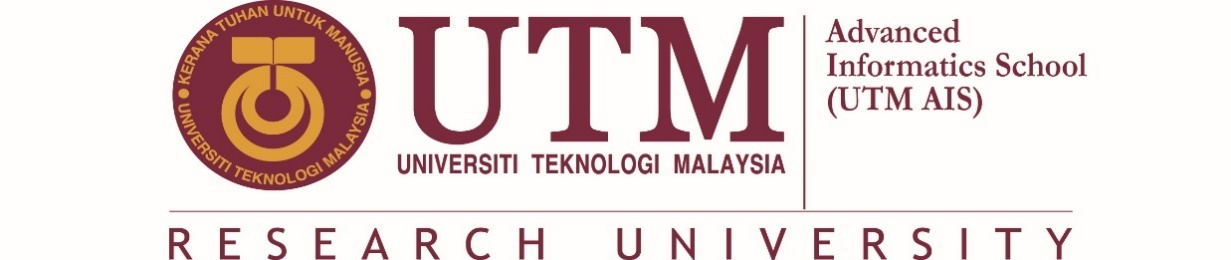 KERANA TUHAN UNTUK MANUSIA
UNIVERSITI TEKNOLOGI MALAYSIA
UTM
UNIVERSITI TEKNOLOGI MALAYSIA
Advanced
Informatics School
(UTM AIS)
RESEARCH UNIVERSITY